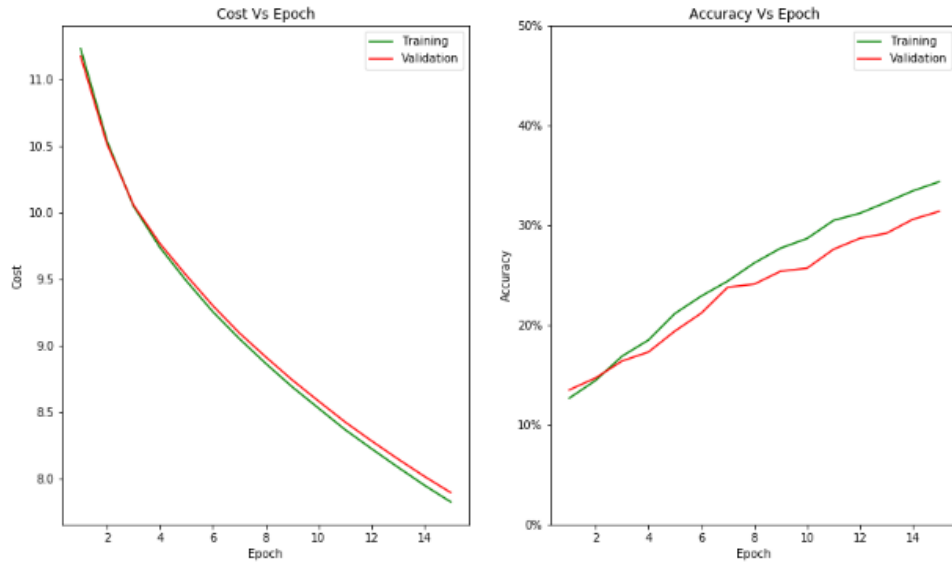 Cost Vs Epoch
Training
Validation
11.0
10.5
10.0
9.5
9.0
8.5
8.0
Cost
2 4 6 8 10 12 14
Epoch
Accuracy Vs Epoch
Training
Validation
50%
40%
30%
20%
10%
0%
Accuracy
2 4 6 8 10 12 14
Epoch